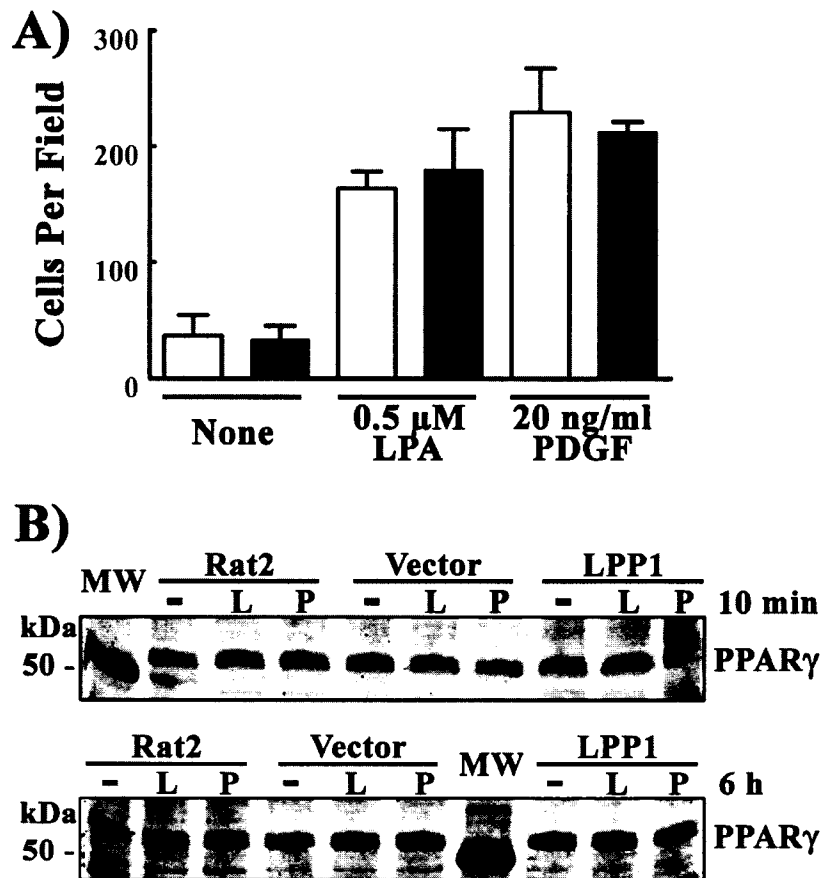 A)
300
200
100
0
Cells Per Field
None
0.5 µM
LPA
20 ng/ml
PDGF
B)
MW Rat2 Vector LPP1
- L P - L P - L P 10 min
kDa
50 - PPARγ
Rat2 Vector MW LPP1
- L P - L P - L P 6 h
kDa
50 - PPARγ